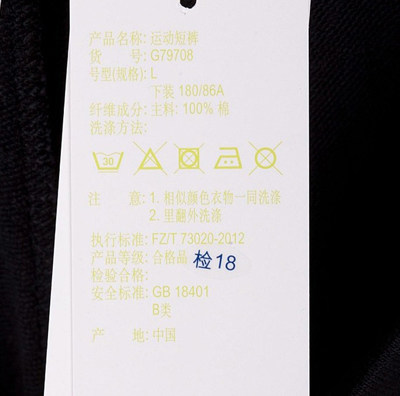 产品名称: 运动短裤
货 号: G79708
号型(规格): L
下装 180/86A
纤维成分: 主料: 100% 棉
洗涤方法:
30
注 意: 1. 相似颜色衣物一同洗涤
2. 里翻外洗涤
执行标准: FZ/T 73020-2012
产品等级: 合格品 检18
检验合格:
安全标准: GB 18401
B类
产 地: 中国